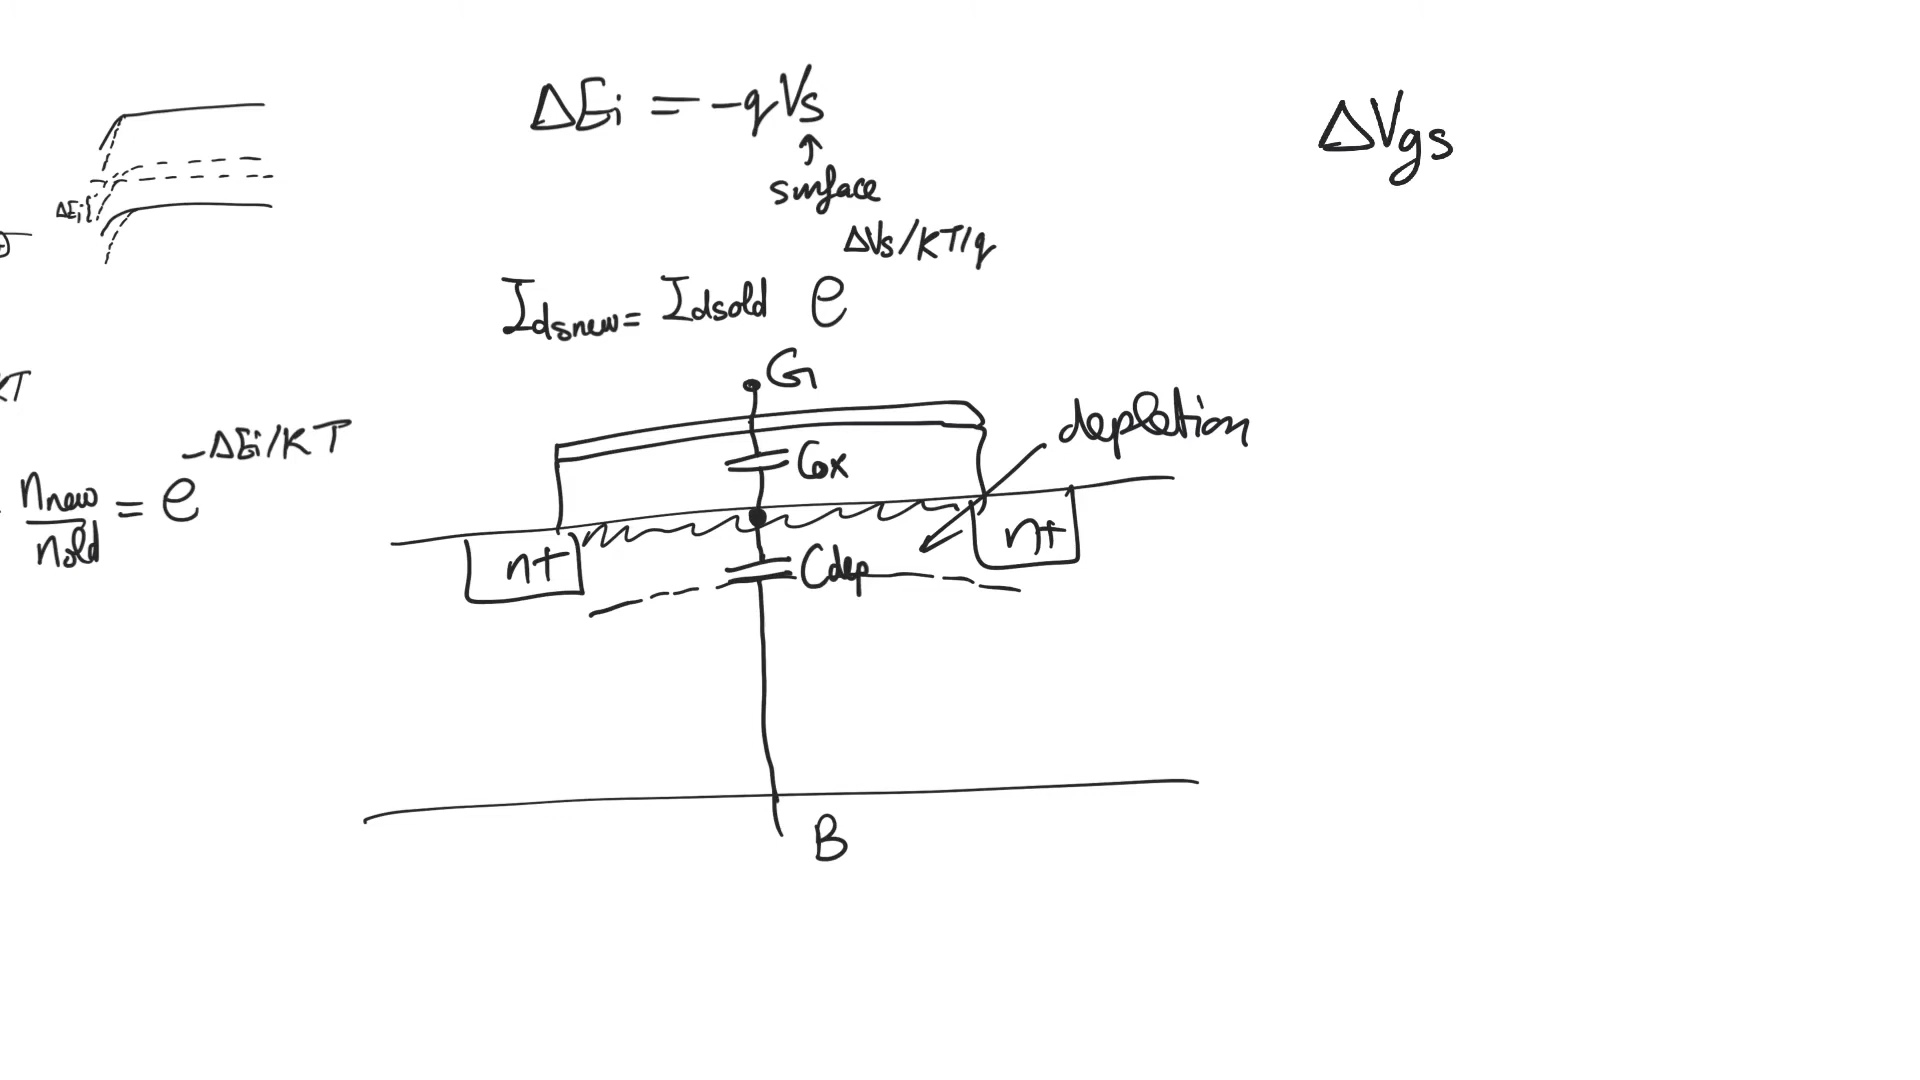 ΔEi = -qVs
ΔVgs
surface
ΔEi
ΔVs/KT/q
Idsnew = Idsold e
G
KT
-ΔEi/KT
depletion
Cox
nnew/nold = e
n+
n+
Cdep
B